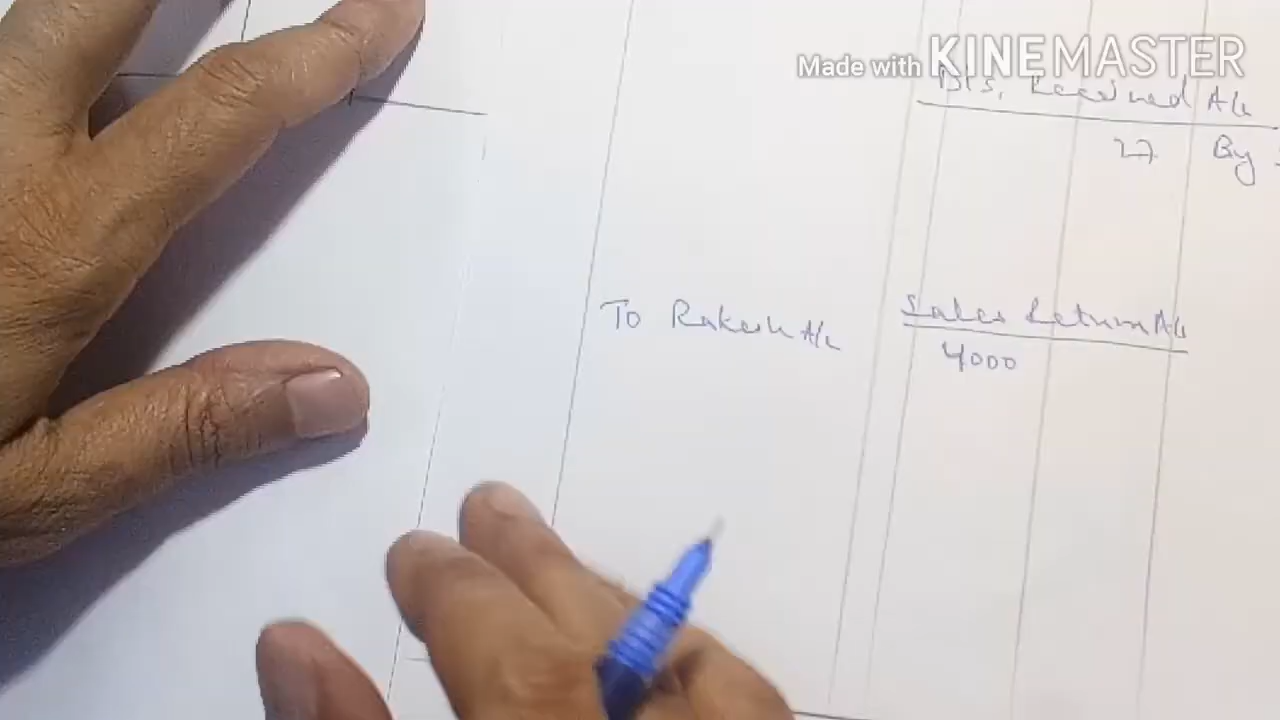 Made with KINEMASTER
Dis. Received A/c
27 By
Sales Return A/c
To Rakesh A/c
4000